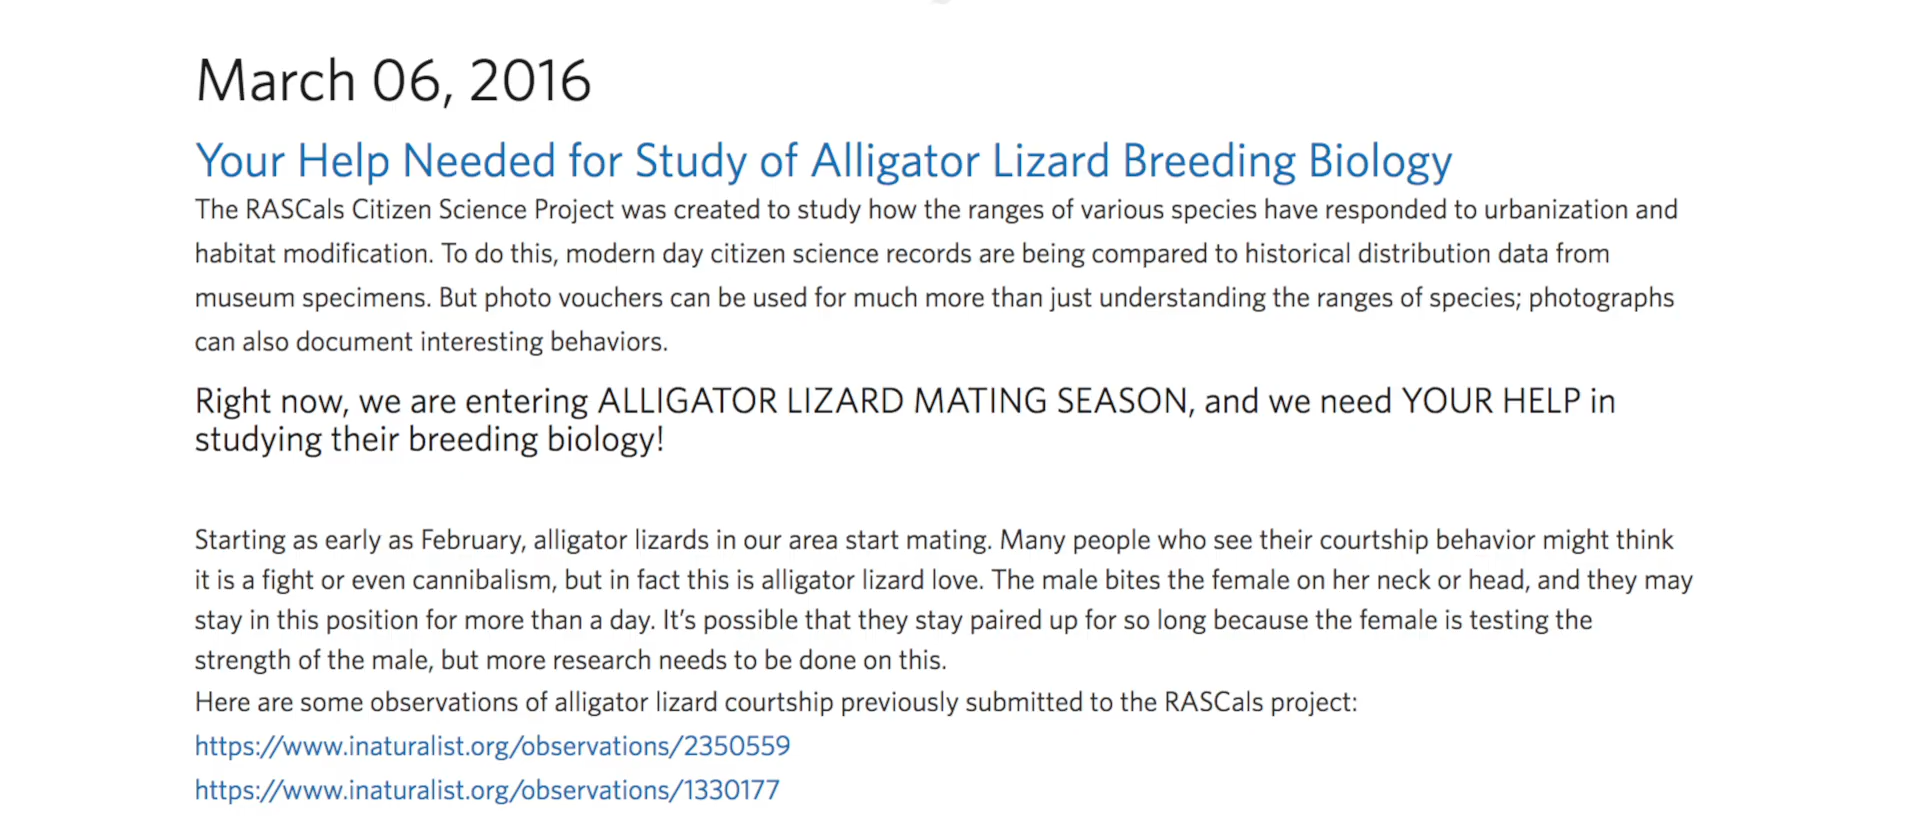 March 06, 2016
Your Help Needed for Study of Alligator Lizard Breeding Biology
The RASCals Citizen Science Project was created to study how the ranges of various species have responded to urbanization and
habitat modification. To do this, modern day citizen science records are being compared to historical distribution data from
museum specimens. But photo vouchers can be used for much more than just understanding the ranges of species; photographs
can also document interesting behaviors.
Right now, we are entering ALLIGATOR LIZARD MATING SEASON, and we need YOUR HELP in
studying their breeding biology!
Starting as early as February, alligator lizards in our area start mating. Many people who see their courtship behavior might think
it is a fight or even cannibalism, but in fact this is alligator lizard love. The male bites the female on her neck or head, and they may
stay in this position for more than a day. It’s possible that they stay paired up for so long because the female is testing the
strength of the male, but more research needs to be done on this.
Here are some observations of alligator lizard courtship previously submitted to the RASCals project:
https://www.inaturalist.org/observations/2350559
https://www.inaturalist.org/observations/1330177